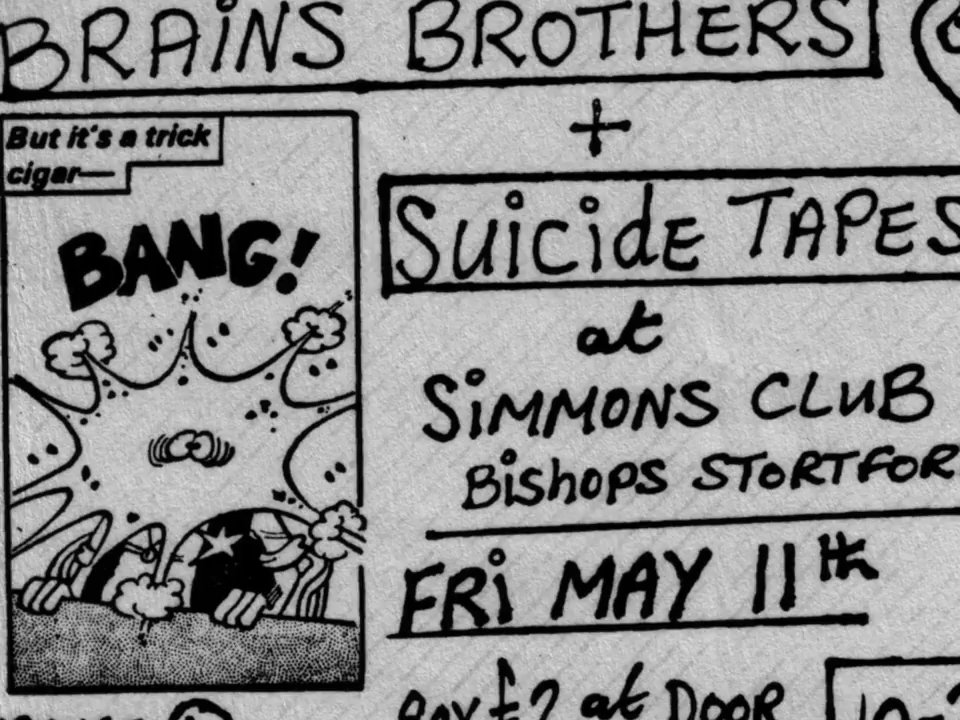 BRAiNS BROTHERS
+
But it's a trick
cigar—
BANG!
SuiCidE TAPES
at
SiMMONS CLUB
BishopS STORTFOR
FRi MAY 11th
£2 at DOOR